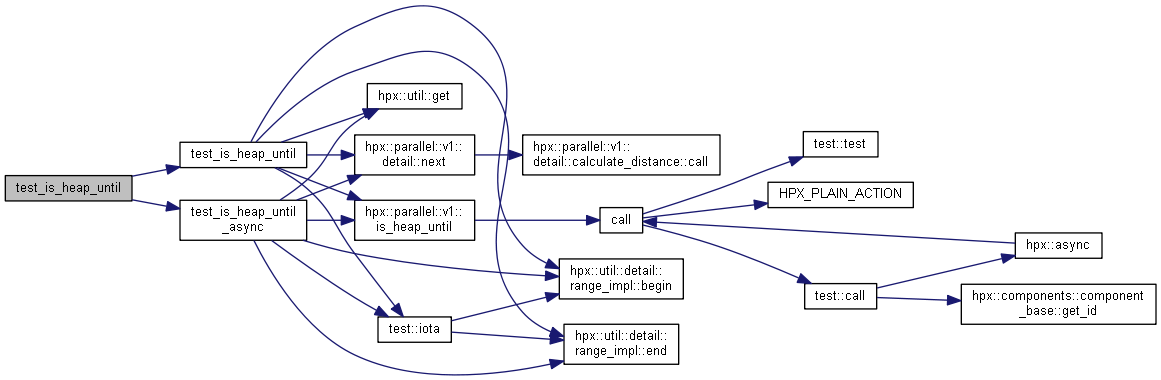 test_is_heap_until
test_is_heap_until
test_is_heap_until
_async
hpx::util::get
hpx::parallel::v1::
detail::next
hpx::parallel::v1::
is_heap_until
test::iota
hpx::parallel::v1::
detail::calculate_distance::call
call
hpx::util::detail::
range_impl::begin
hpx::util::detail::
range_impl::end
test::test
HPX_PLAIN_ACTION
test::call
hpx::async
hpx::components::component
_base::get_id